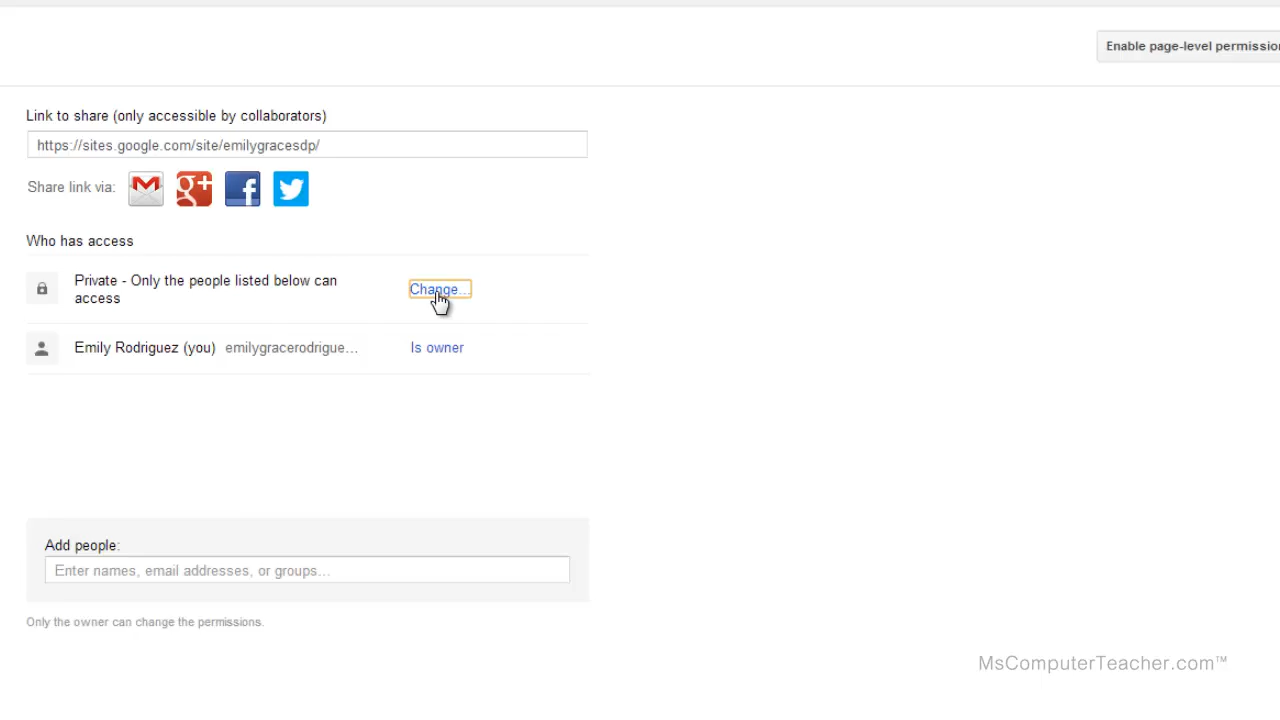 Enable page-level permission
Link to share (only accessible by collaborators)
https://sites.google.com/site/emilygracesdp/
Share link via:
Who has access
Private - Only the people listed below can
access
Change...
Emily Rodriguez (you) emilygracerodrigue... Is owner
Add people:
Enter names, email addresses, or groups...
Only the owner can change the permissions.
MsComputerTeacher.com™